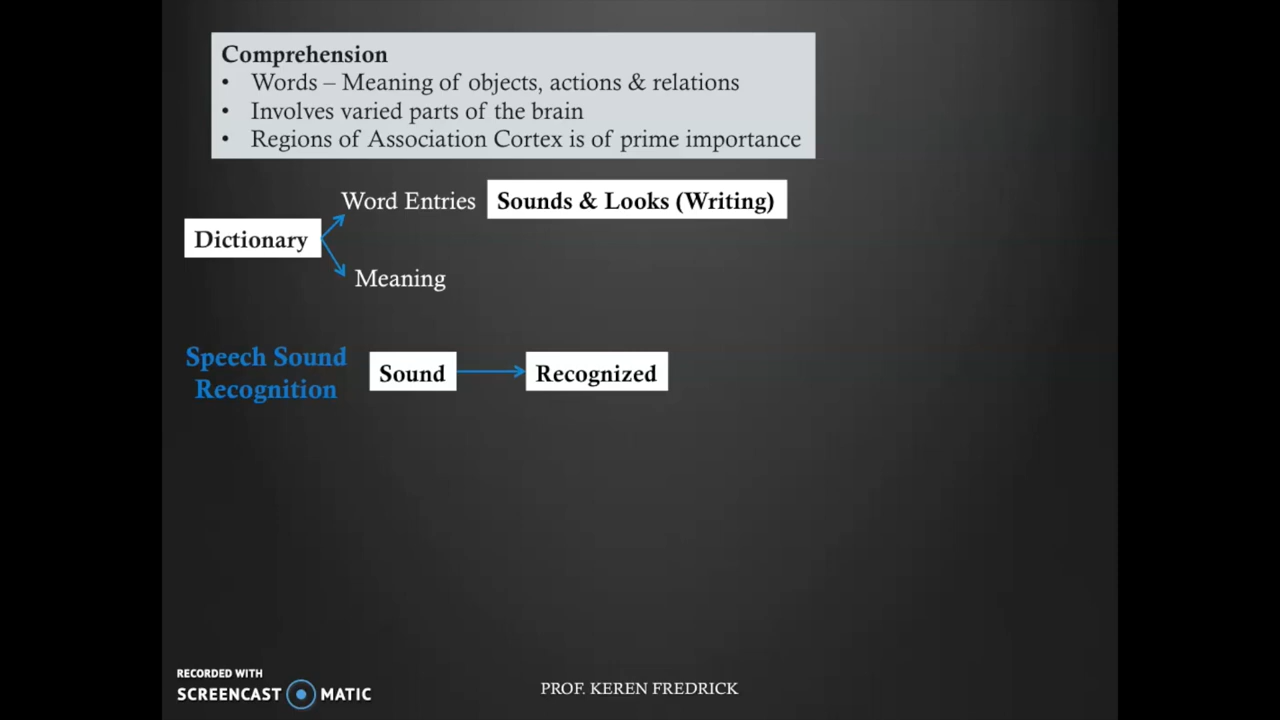 Comprehension
• Words – Meaning of objects, actions & relations
• Involves varied parts of the brain
• Regions of Association Cortex is of prime importance
Word Entries Sounds & Looks (Writing)
Dictionary
Meaning
Speech Sound
Recognition
Sound Recognized
RECORDED WITH
SCREENCAST MATIC
PROF. KEREN FREDRICK